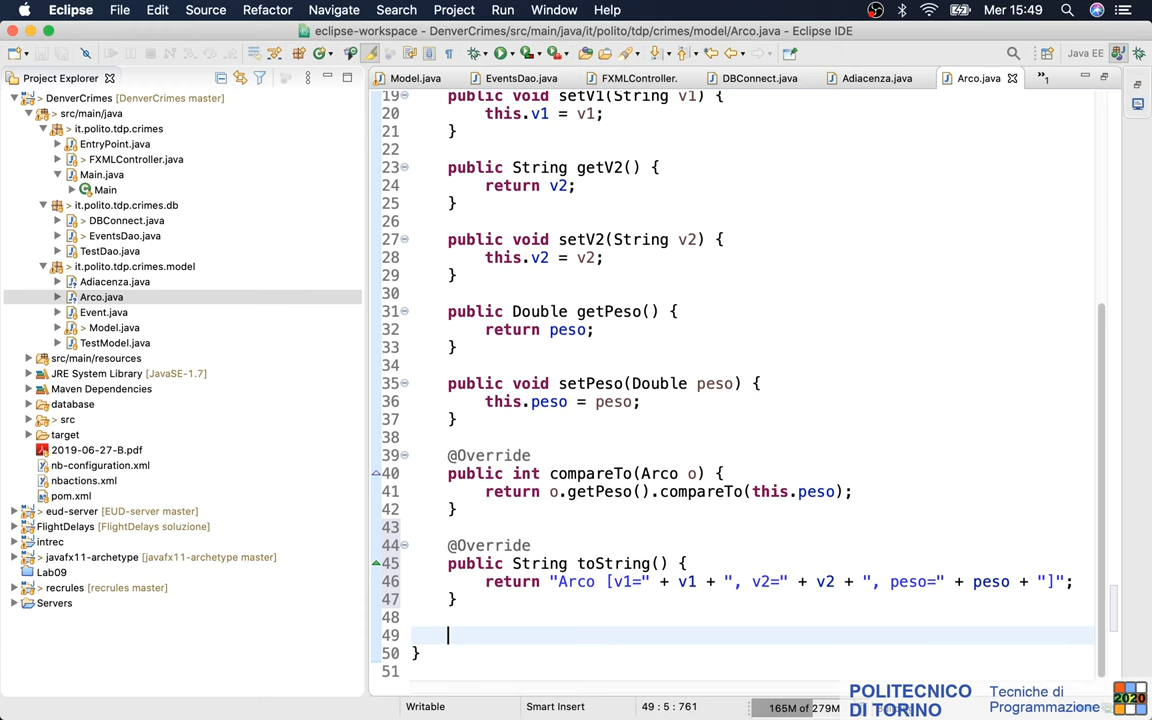 Eclipse File Edit Source Refactor Navigate Search Project Run Window Help Mer 15:49
eclipse-workspace - DenverCrimes/src/main/java/it/polito/tdp/crimes/model/Arco.java - Eclipse IDE
Java EE
Project Explorer
Model.java EventsDao.java FXMLController. DBConnect.java Adiacenza.java Arco.java »1
> DenverCrimes [DenverCrimes master]
> src/main/java
> it.polito.tdp.crimes
EntryPoint.java
> FXMLController.java
Main.java
Main
> it.polito.tdp.crimes.db
> DBConnect.java
> EventsDao.java
TestDao.java
> it.polito.tdp.crimes.model
Adiacenza.java
Arco.java
Event.java
> Model.java
TestModel.java
src/main/resources
JRE System Library [JavaSE-1.7]
Maven Dependencies
database
> src
target
2019-06-27-B.pdf
nb-configuration.xml
nbactions.xml
pom.xml
> eud-server [EUD-server master]
FlightDelays [FlightDelays soluzione]
intrec
> javafx11-archetype [javafx11-archetype master]
Lab09
> recrules [recrules master]
Servers
19 public void setV1(String v1) {
20 this.v1 = v1;
21 }
22
23 public String getV2() {
24 return v2;
25 }
26
27 public void setV2(String v2) {
28 this.v2 = v2;
29 }
30
31 public Double getPeso() {
32 return peso;
33 }
34
35 public void setPeso(Double peso) {
36 this.peso = peso;
37 }
38
39 @Override
40 public int compareTo(Arco o) {
41 return o.getPeso().compareTo(this.peso);
42 }
43
44 @Override
45 public String toString() {
46 return "Arco [v1=" + v1 + ", v2=" + v2 + ", peso=" + peso + "]";
47 }
48
49
50 }
51
Writable Smart Insert 49 : 5 : 761 165M of 279M
POLITECNICO
DI TORINO
Tecniche di
Programmazione
2020